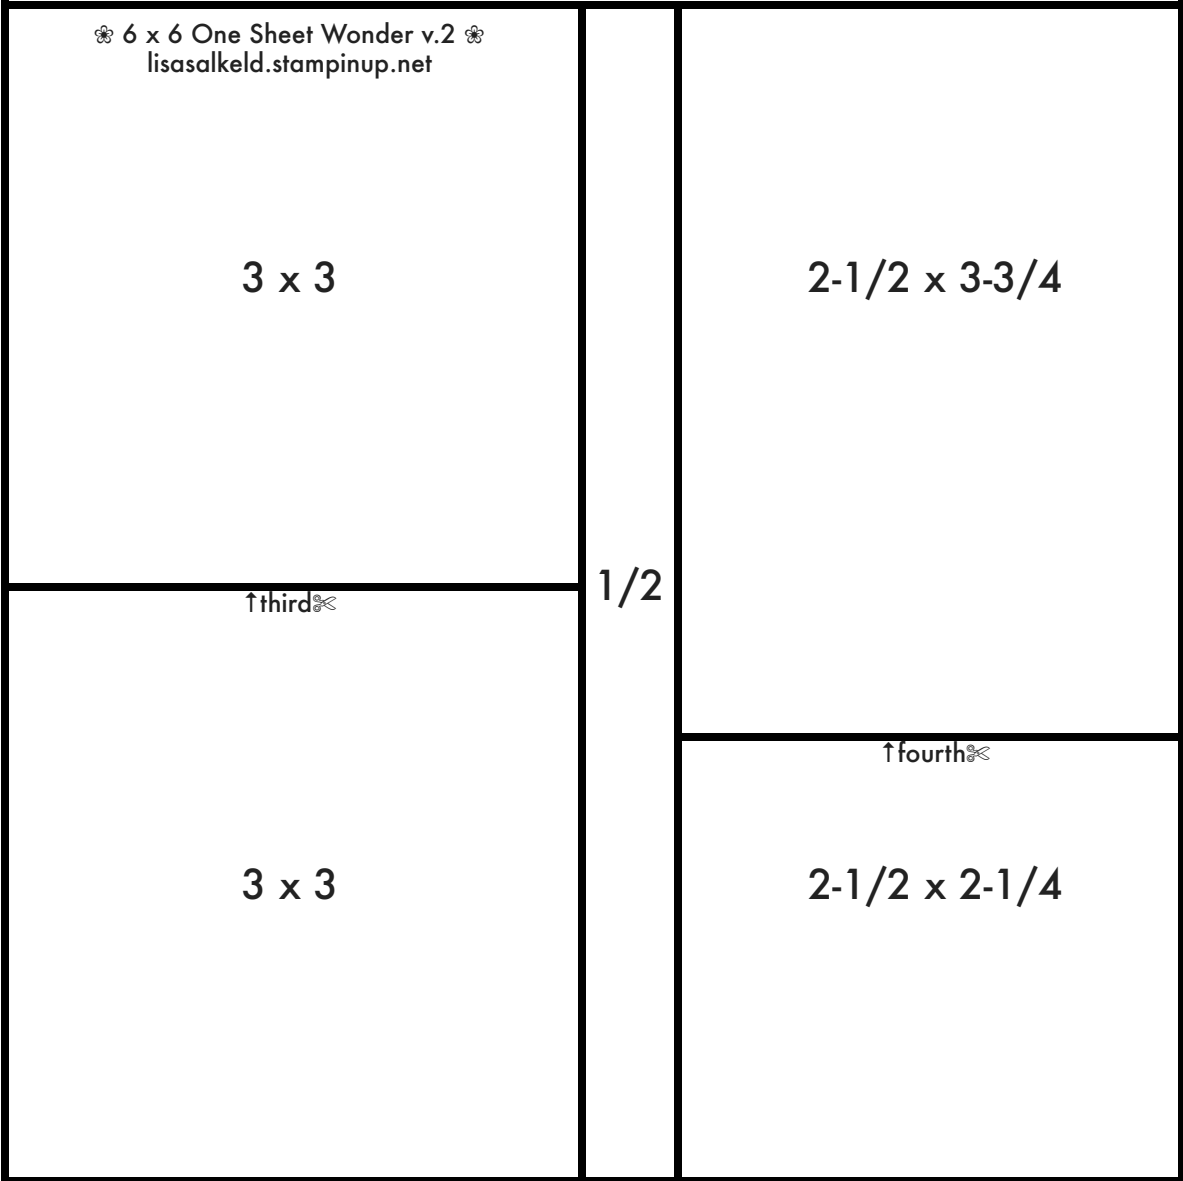 ❀ 6 x 6 One Sheet Wonder v.2 ❀
lisasalkeld.stampinup.net
3 x 3
2-1/2 x 3-3/4
1/2
↑third✄
↑fourth✄
3 x 3
2-1/2 x 2-1/4